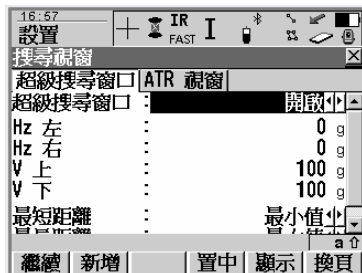 16:57
設置
IR
FAST
I
搜尋視窗
超級搜尋窗口 ATR 視窗
超級搜尋窗口 : 開啟
Hz 左 : 0 g
Hz 右 : 0 g
V 上 : 100 g
V 下 : 100 g
最短距離 : 最小值
a
繼續 新增 置中 顯示 換頁